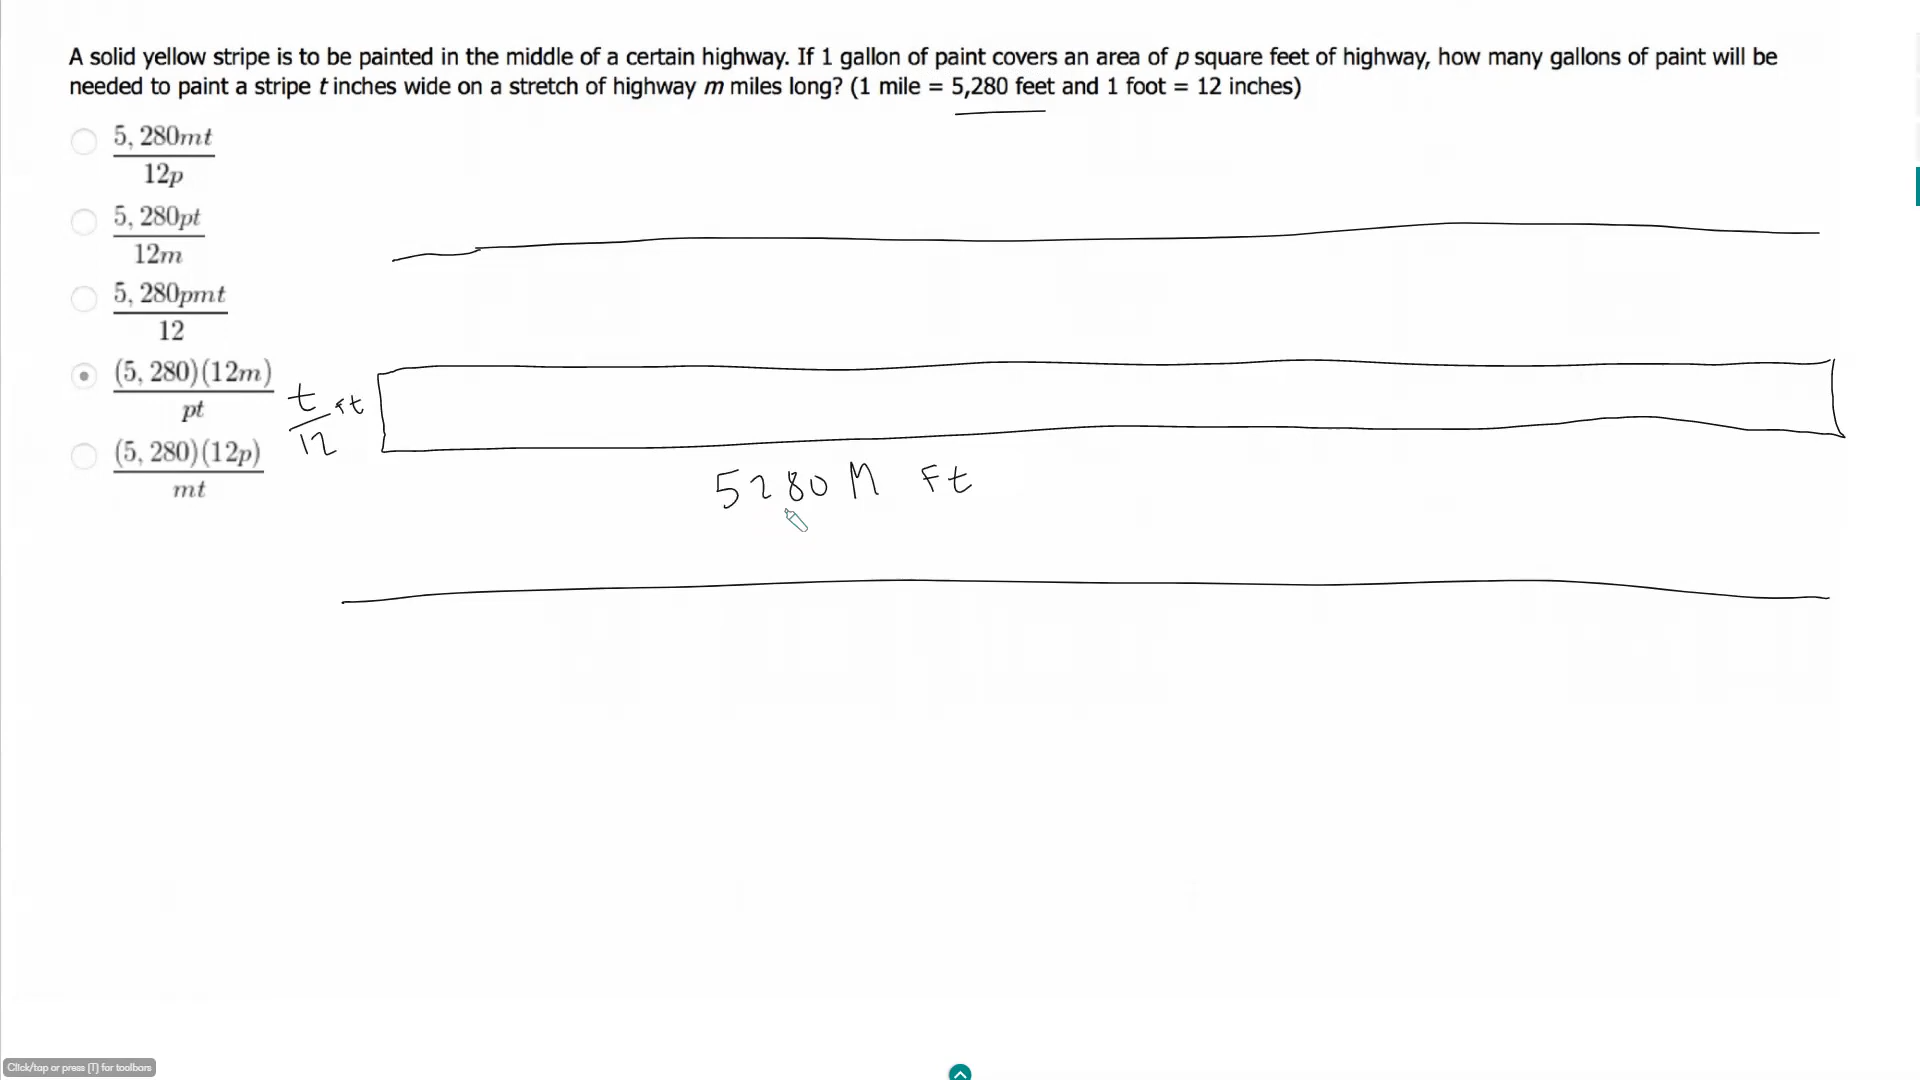 A solid yellow stripe is to be painted in the middle of a certain highway. If 1 gallon of paint covers an area of p square feet of highway, how many gallons of paint will be
needed to paint a stripe t inches wide on a stretch of highway m miles long? (1 mile = 5,280 feet and 1 foot = 12 inches)
5, 280mt
12p
5, 280pt
12m
5, 280pmt
12
(5, 280)(12m)
pt
(5, 280)(12p)
mt
t
12
ft
5280 M Ft
Click/tap or press [T] for toolbars